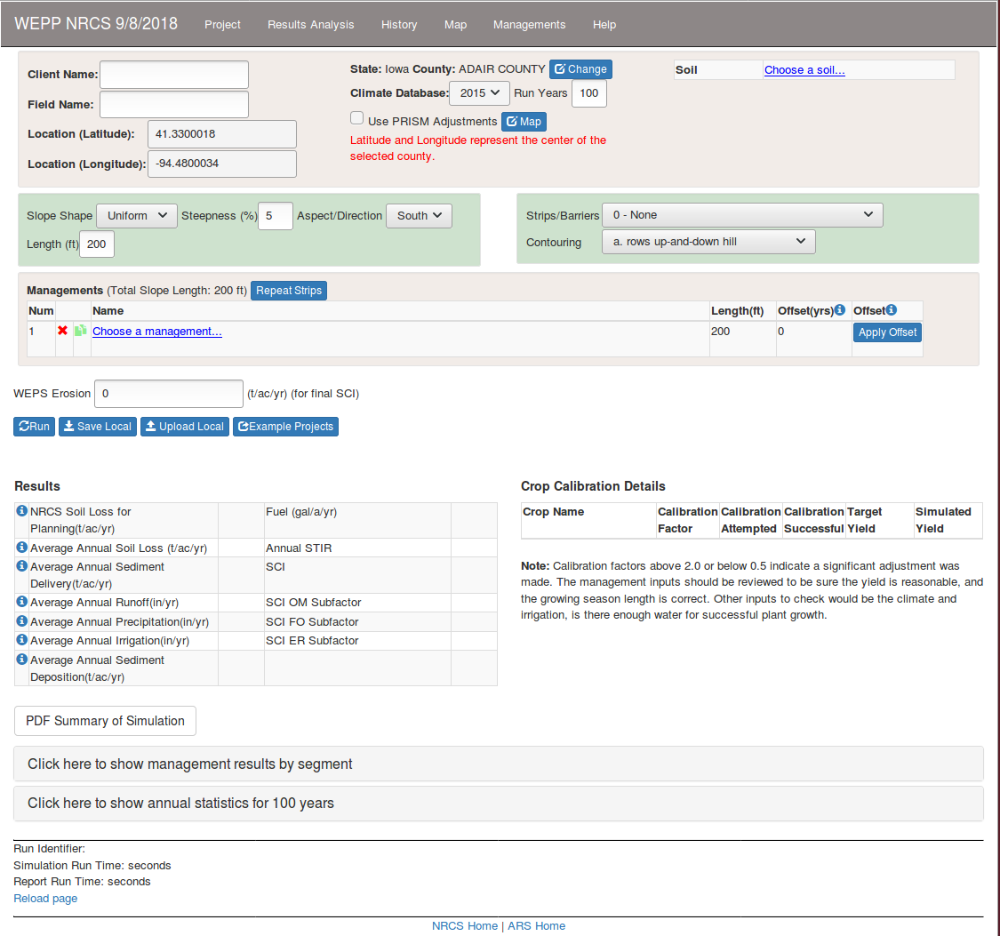 WEPP NRCS 9/8/2018 Project Results Analysis History Map Managements Help
Client Name:
Field Name:
Location (Latitude): 41.3300018
Location (Longitude): -94.4800034
State: Iowa County: ADAIR COUNTY Change
Climate Database: 2015 Run Years 100
Use PRISM Adjustments Map
Latitude and Longitude represent the center of the
selected county.
Soil Choose a soil...
Slope Shape Uniform Steepness (%) 5 Aspect/Direction South
Length (ft) 200
Strips/Barriers 0 - None
Contouring a. rows up-and-down hill
Managements (Total Slope Length: 200 ft) Repeat Strips
Num Name Length(ft) Offset(yrs) Offset
1 Choose a management... 200 0 Apply Offset
WEPS Erosion 0 (t/ac/yr) (for final SCI)
Run Save Local Upload Local Example Projects
Results
NRCS Soil Loss for Fuel (gal/a/yr)
Planning(t/ac/yr)
Average Annual Soil Loss (t/ac/yr) Annual STIR
Average Annual Sediment SCI
Delivery(t/ac/yr)
Average Annual Runoff(in/yr) SCI OM Subfactor
Average Annual Precipitation(in/yr) SCI FO Subfactor
Average Annual Irrigation(in/yr) SCI ER Subfactor
Average Annual Sediment
Deposition(t/ac/yr)
Crop Calibration Details
Crop Name Calibration Calibration Calibration Target Simulated
Factor Attempted Successful Yield Yield
Note: Calibration factors above 2.0 or below 0.5 indicate a significant adjustment was
made. The management inputs should be reviewed to be sure the yield is reasonable, and
the growing season length is correct. Other inputs to check would be the climate and
irrigation, is there enough water for successful plant growth.
PDF Summary of Simulation
Click here to show management results by segment
Click here to show annual statistics for 100 years
Run Identifier:
Simulation Run Time: seconds
Report Run Time: seconds
Reload page
NRCS Home | ARS Home